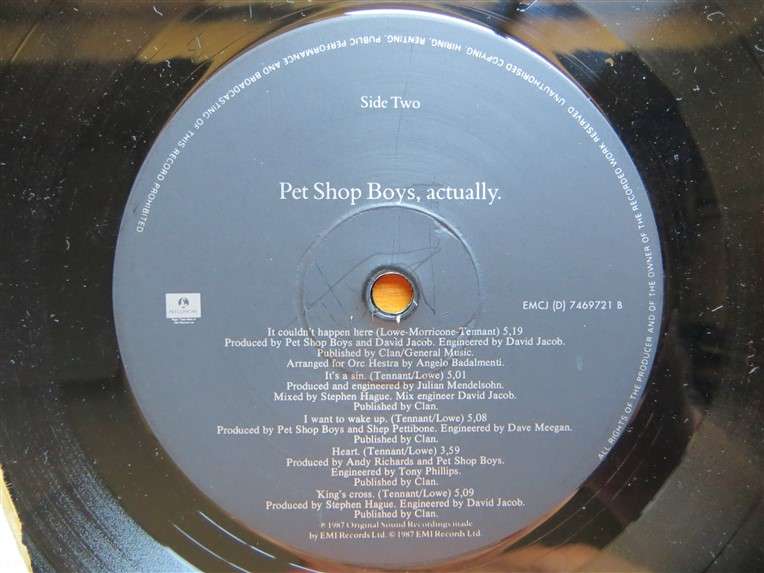 UNAUTHORISED COPYING, HIRING, RENTING, PUBLIC PERFORMANCE AND BROADCASTING OF THIS RECORD PROHIBITED
ALL RIGHTS OF THE PRODUCER AND OF THE OWNER OF THE RECORDED WORK RESERVED
Side Two
Pet Shop Boys, actually.
EMCJ (D) 7469721 B
PARLOPHONE
It couldn't happen here (Lowe-Morricone-Tennant) 5,19
Produced by Pet Shop Boys and David Jacob. Engineered by David Jacob.
Published by Clan/General Music.
Arranged for Orc Hestra by Angelo Badalmenti.
It's a sin. (Tennant/Lowe) 5,01
Produced and engineered by Julian Mendelsohn.
Mixed by Stephen Hague. Mix engineer David Jacob.
Published by Clan.
I want to wake up. (Tennant/Lowe) 5,08
Produced by Pet Shop Boys and Shep Pettibone. Engineered by Dave Meegan.
Published by Clan.
Heart. (Tennant/Lowe) 3,59
Produced by Andy Richards and Pet Shop Boys.
Engineered by Tony Phillips.
Published by Clan.
King's cross. (Tennant/Lowe) 5,09
Produced by Stephen Hague. Engineered by David Jacob.
Published by Clan.
℗ 1987 Original Sound Recordings made
by EMI Records Ltd. © 1987 EMI Records Ltd.